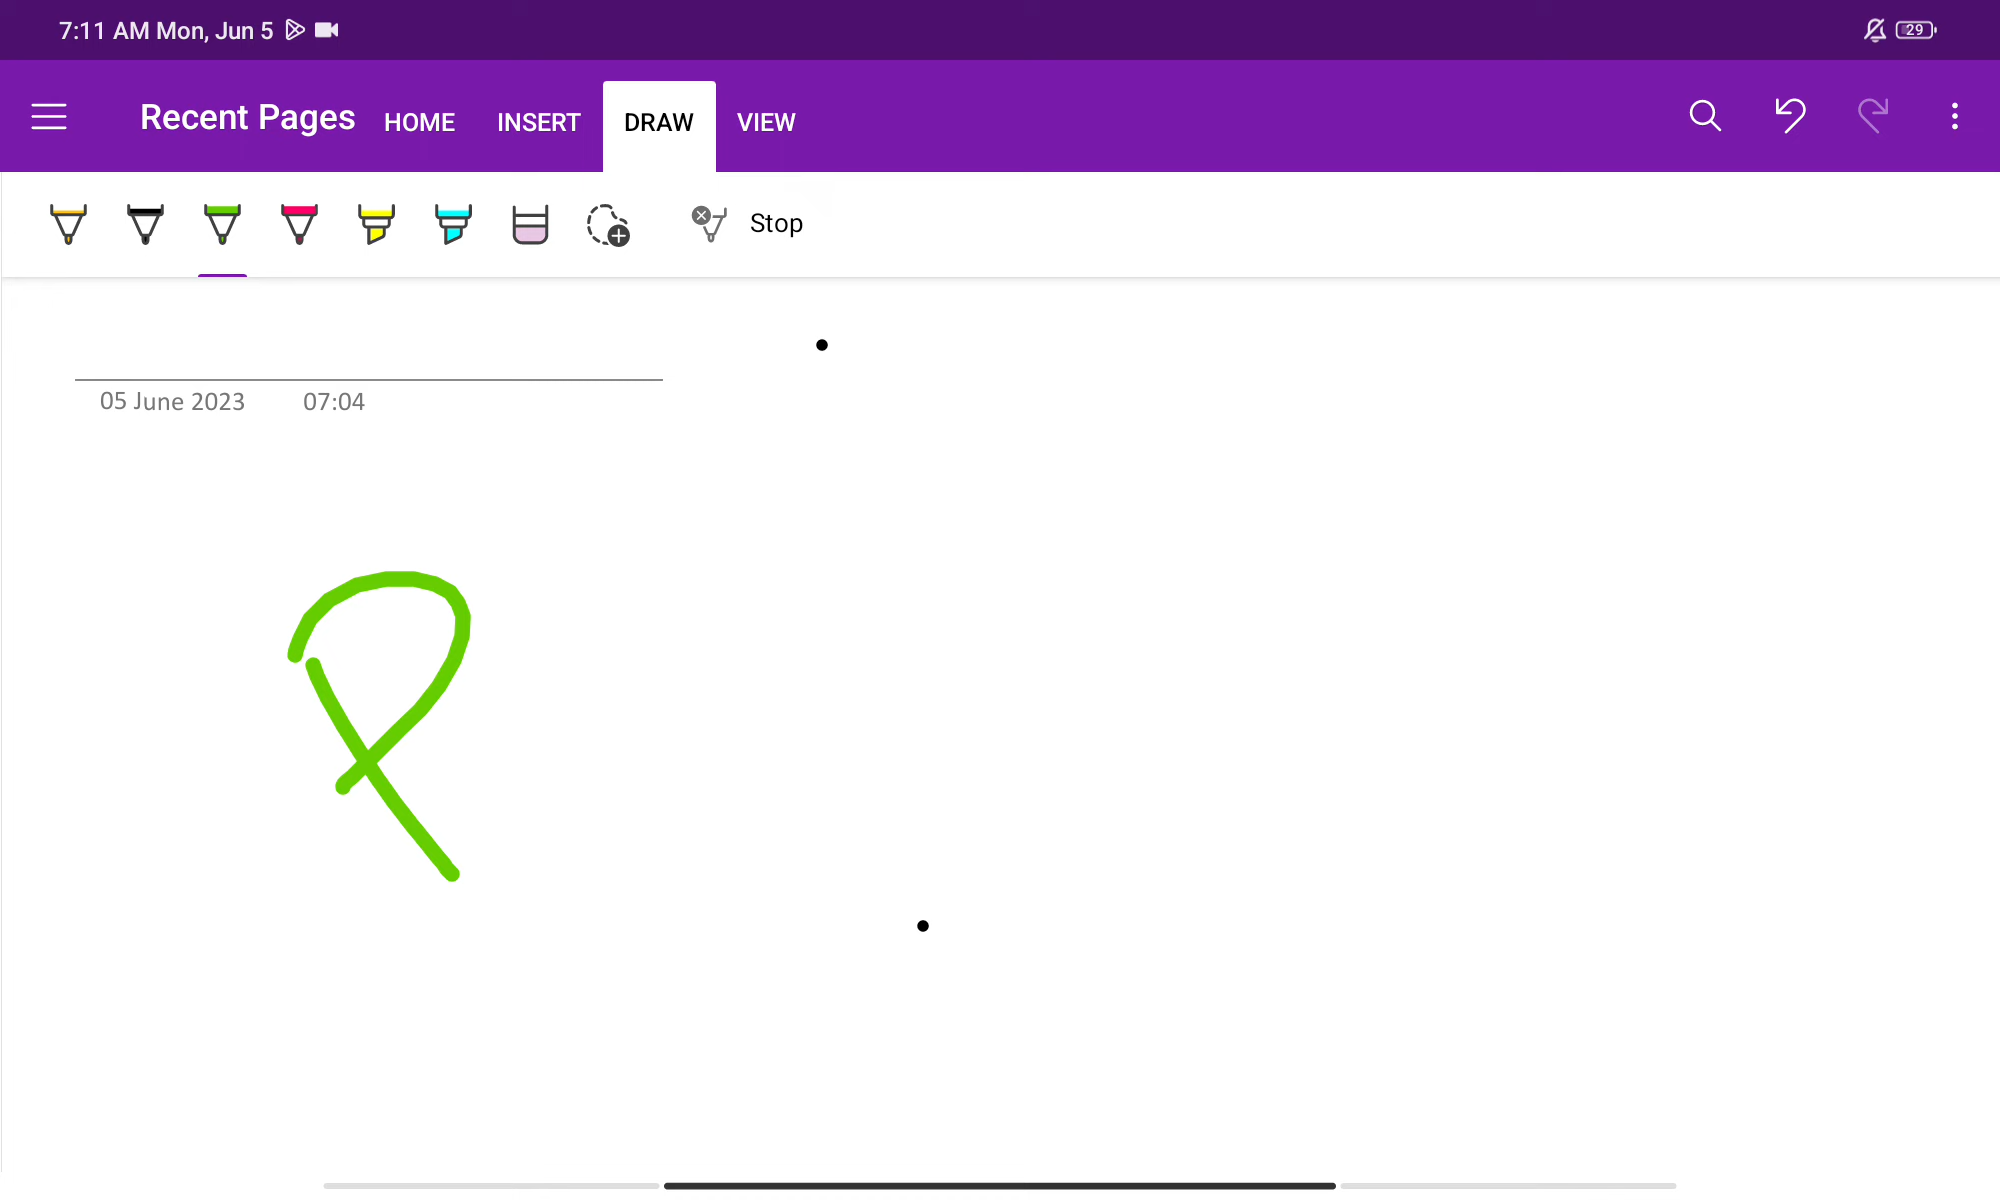 7:11 AM Mon, Jun 5 29
Recent Pages HOME INSERT DRAW VIEW
Stop
05 June 2023 07:04